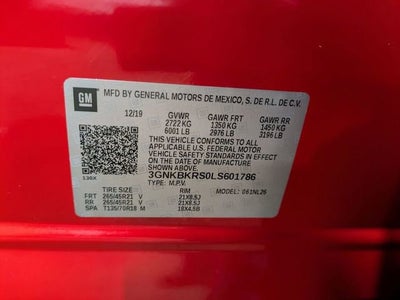 GM
MFD BY GENERAL MOTORS DE MEXICO, S. DE R.L. DE C.V.
12/19 GVWR GAWR FRT GAWR RR
2722 KG 1350 KG 1450 KG
6001 LB 2976 LB 3196 LB
THIS VEHICLE CONFORMS TO ALL
APPLICABLE U.S. FEDERAL MOTOR
VEHICLE SAFETY STANDARDS IN
EFFECT ON THE DATE OF
MANUFACTURE SHOWN ABOVE.
3GNKBKRS0LS601786
136X TYPE: M.P.V. MODEL: 061NL26
TIRE SIZE RIM
FRT 265/45R21 V 21X8.5J
RR 265/45R21 V 21X8.5J
SPA T135/70R18 M 18X4.5B